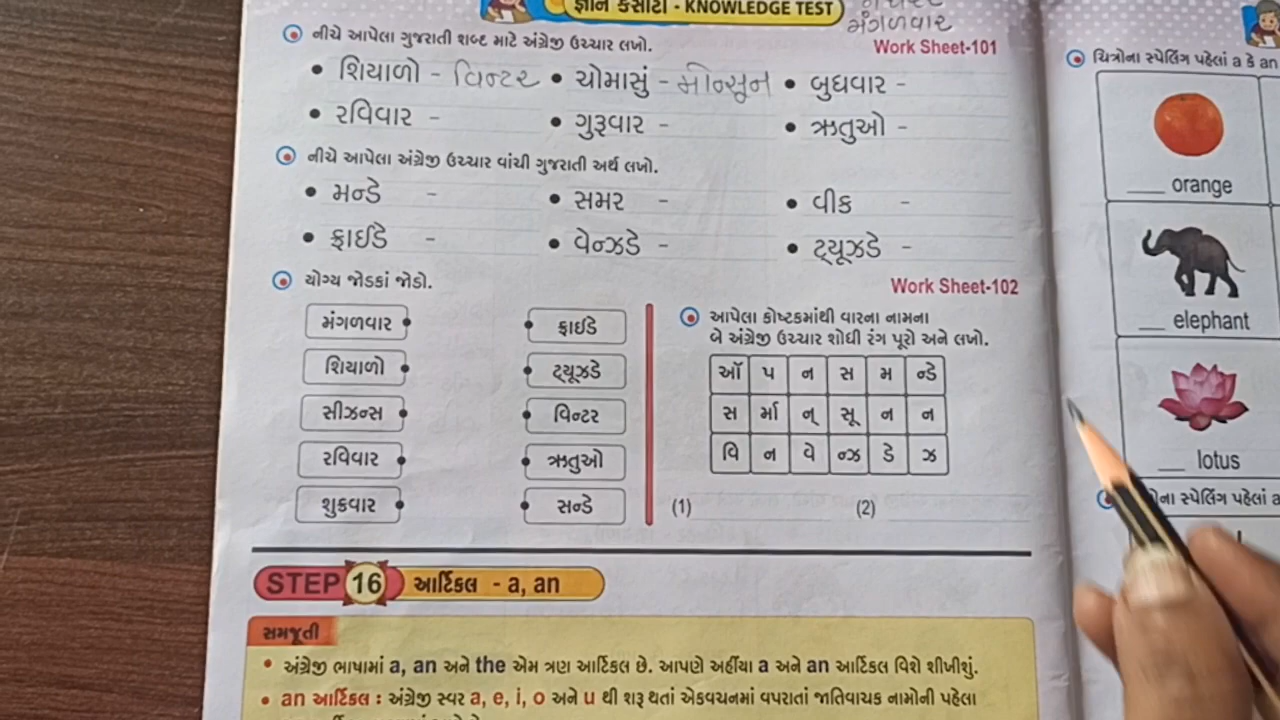 જ્ઞાન કસોટી - KNOWLEDGE TEST
મંગળવાર
Work Sheet-101
નીચે આપેલા ગુજરાતી શબ્દ માટે અંગ્રેજી ઉચ્ચાર લખો.
• શિયાળો - વિન્ટર • ચોમાસું - મોન્સૂન • બુધવાર -
• રવિવાર - • ગુરૂવાર - • ઋતુઓ -
નીચે આપેલા અંગ્રેજી ઉચ્ચાર વાંચી ગુજરાતી અર્થ લખો.
• મન્ડે - • સમર - • વીક -
• ફ્રાઈડે - • વેન્ઝડે - • ટ્યૂઝડે -
યોગ્ય જોડકાં જોડો.
Work Sheet-102
મંગળવાર ફ્રાઈડે
શિયાળો ટ્યૂઝડે
સીઝન્સ વિન્ટર
રવિવાર ઋતુઓ
શુક્રવાર સન્ડે
આપેલા કોષ્ટકમાંથી વારના નામના
બે અંગ્રેજી ઉચ્ચાર શોધી રંગ પૂરો અને લખો.
ઑ પ ન સ મ ન્ડે
સ ર્મા ન્ સૂ ન ન
વિ ન વે ન્ઝ ડે ઝ
(1) (2)
STEP 16 આર્ટિકલ - a, an
સમજૂતી
• અંગ્રેજી ભાષામાં a, an અને the એમ ત્રણ આર્ટિકલ છે. આપણે અહીંયા a અને an આર્ટિકલ વિશે શીખીશું.
• an આર્ટિકલ : અંગ્રેજી સ્વર a, e, i, o અને u થી શરૂ થતાં એકવચનમાં વપરાતાં જાતિવાચક નામોની પહેલા
ચિત્રોના સ્પેલિંગ પહેલાં a કે an
___ orange
___ elephant
___ lotus
ના સ્પેલિંગ પહેલાં a